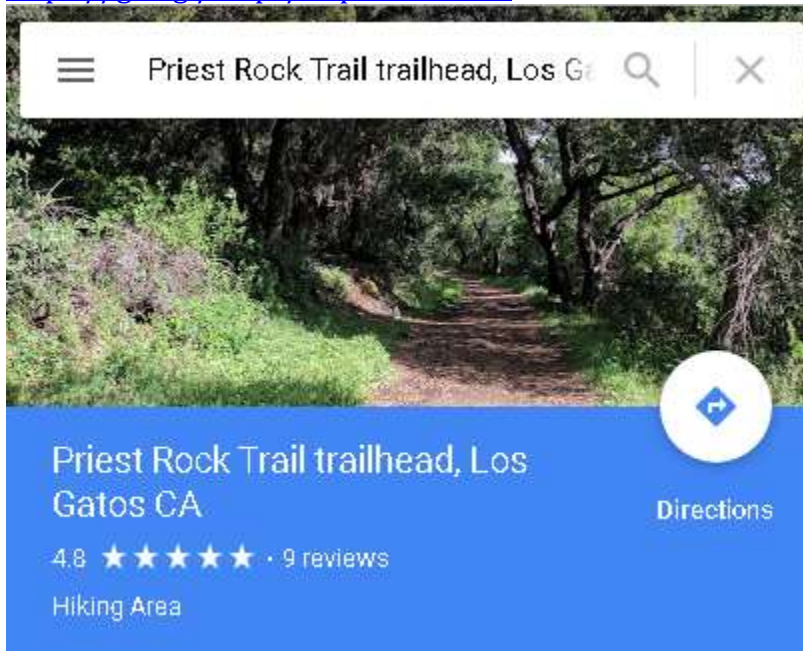 Priest Rock Trail trailhead, Los
Priest Rock Trail trailhead, Los
Gatos CA
Directions
4.8 ★★★★★ · 9 reviews
Hiking Area